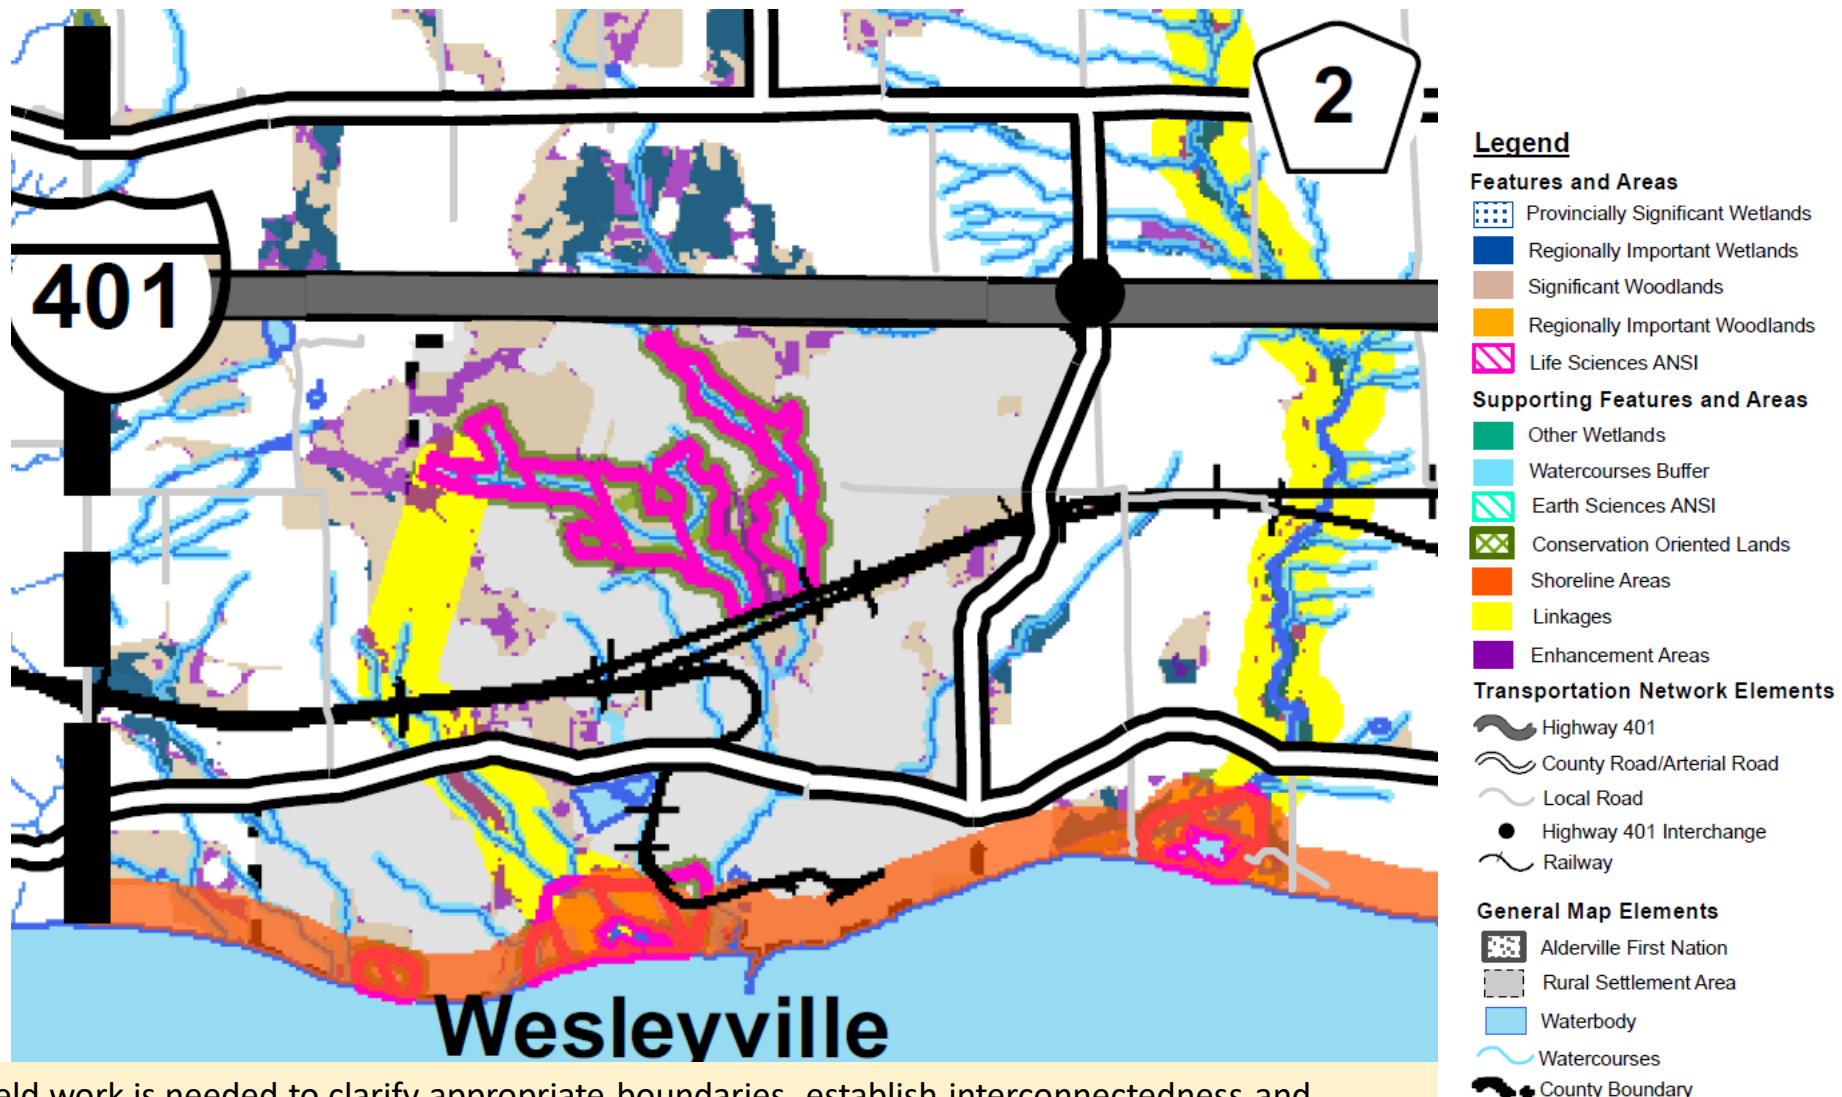 2
401
Wesleyville
Legend
Features and Areas
Provincially Significant Wetlands
Regionally Important Wetlands
Significant Woodlands
Regionally Important Woodlands
Life Sciences ANSI
Supporting Features and Areas
Other Wetlands
Watercourses Buffer
Earth Sciences ANSI
Conservation Oriented Lands
Shoreline Areas
Linkages
Enhancement Areas
Transportation Network Elements
Highway 401
County Road/Arterial Road
Local Road
Highway 401 Interchange
Railway
General Map Elements
Alderville First Nation
Rural Settlement Area
Waterbody
Watercourses
County Boundary
eld work is needed to clarify appropriate boundaries, establish interconnectedness and